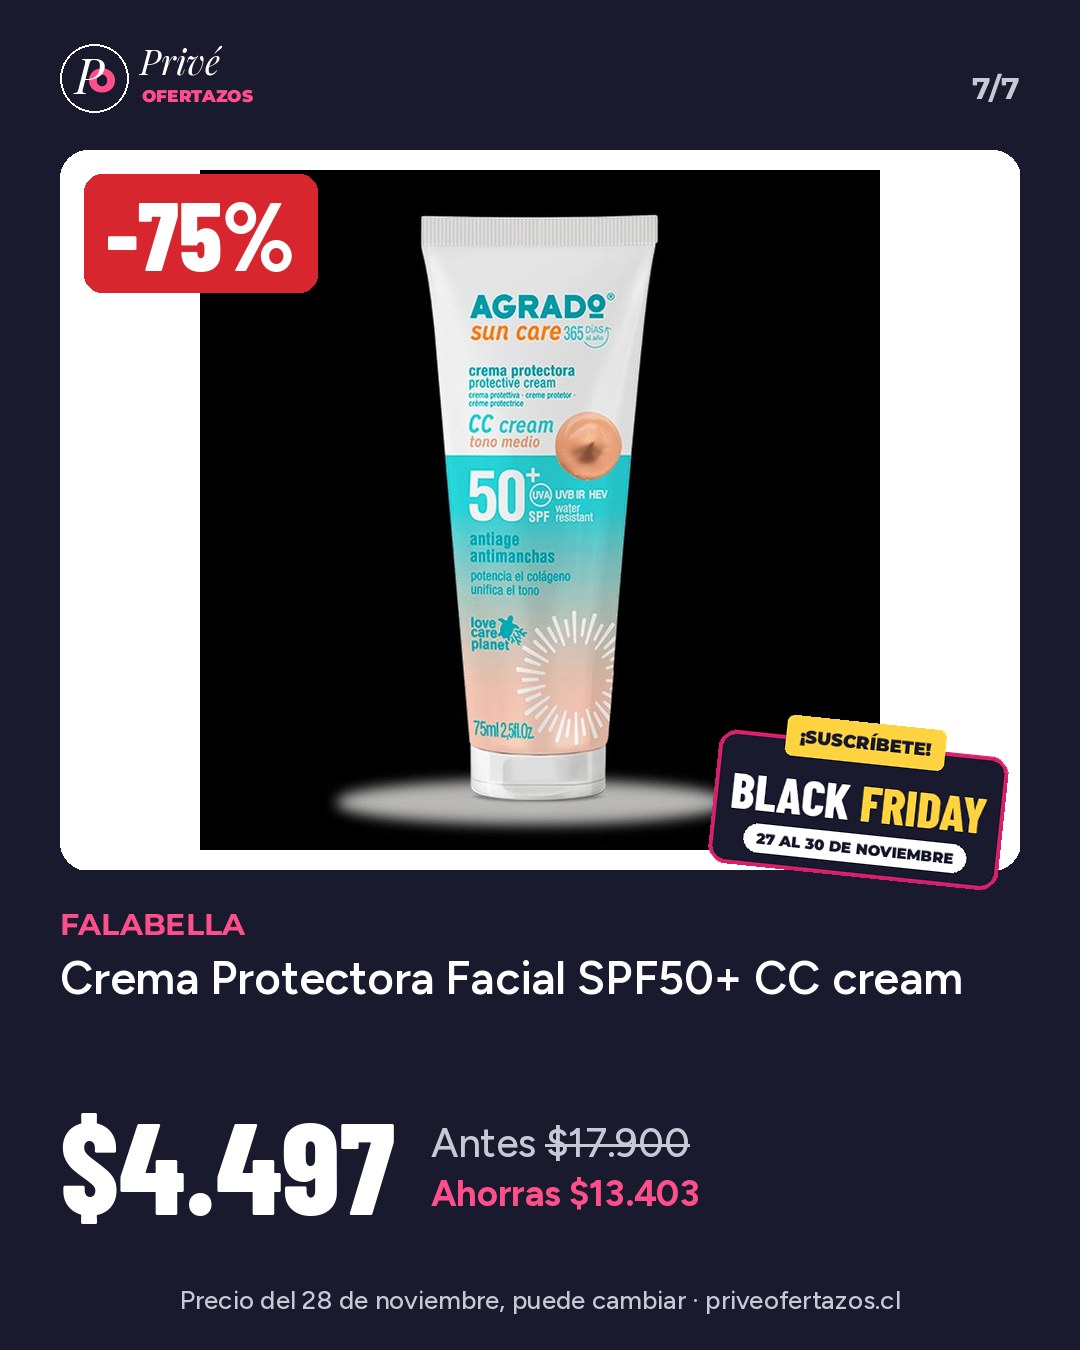 Privé
OFERTAZOS
7/7
-75%
AGRADO®
sun care 365 DÍAS al año
crema protectora
protective cream
crema protettiva · creme protetor ·
crème protectrice
CC cream
tono medio
50+ UVA UVB IR HEV
SPF water resistant
antiage
antimanchas
potencia el colágeno
unifica el tono
love
care
planet
75ml 2,5fl.Oz.
¡SUSCRÍBETE!
BLACK FRIDAY
27 AL 30 DE NOVIEMBRE
FALABELLA
Crema Protectora Facial SPF50+ CC cream
$4.497
Antes $17.900
Ahorras $13.403
Precio del 28 de noviembre, puede cambiar · priveofertazos.cl